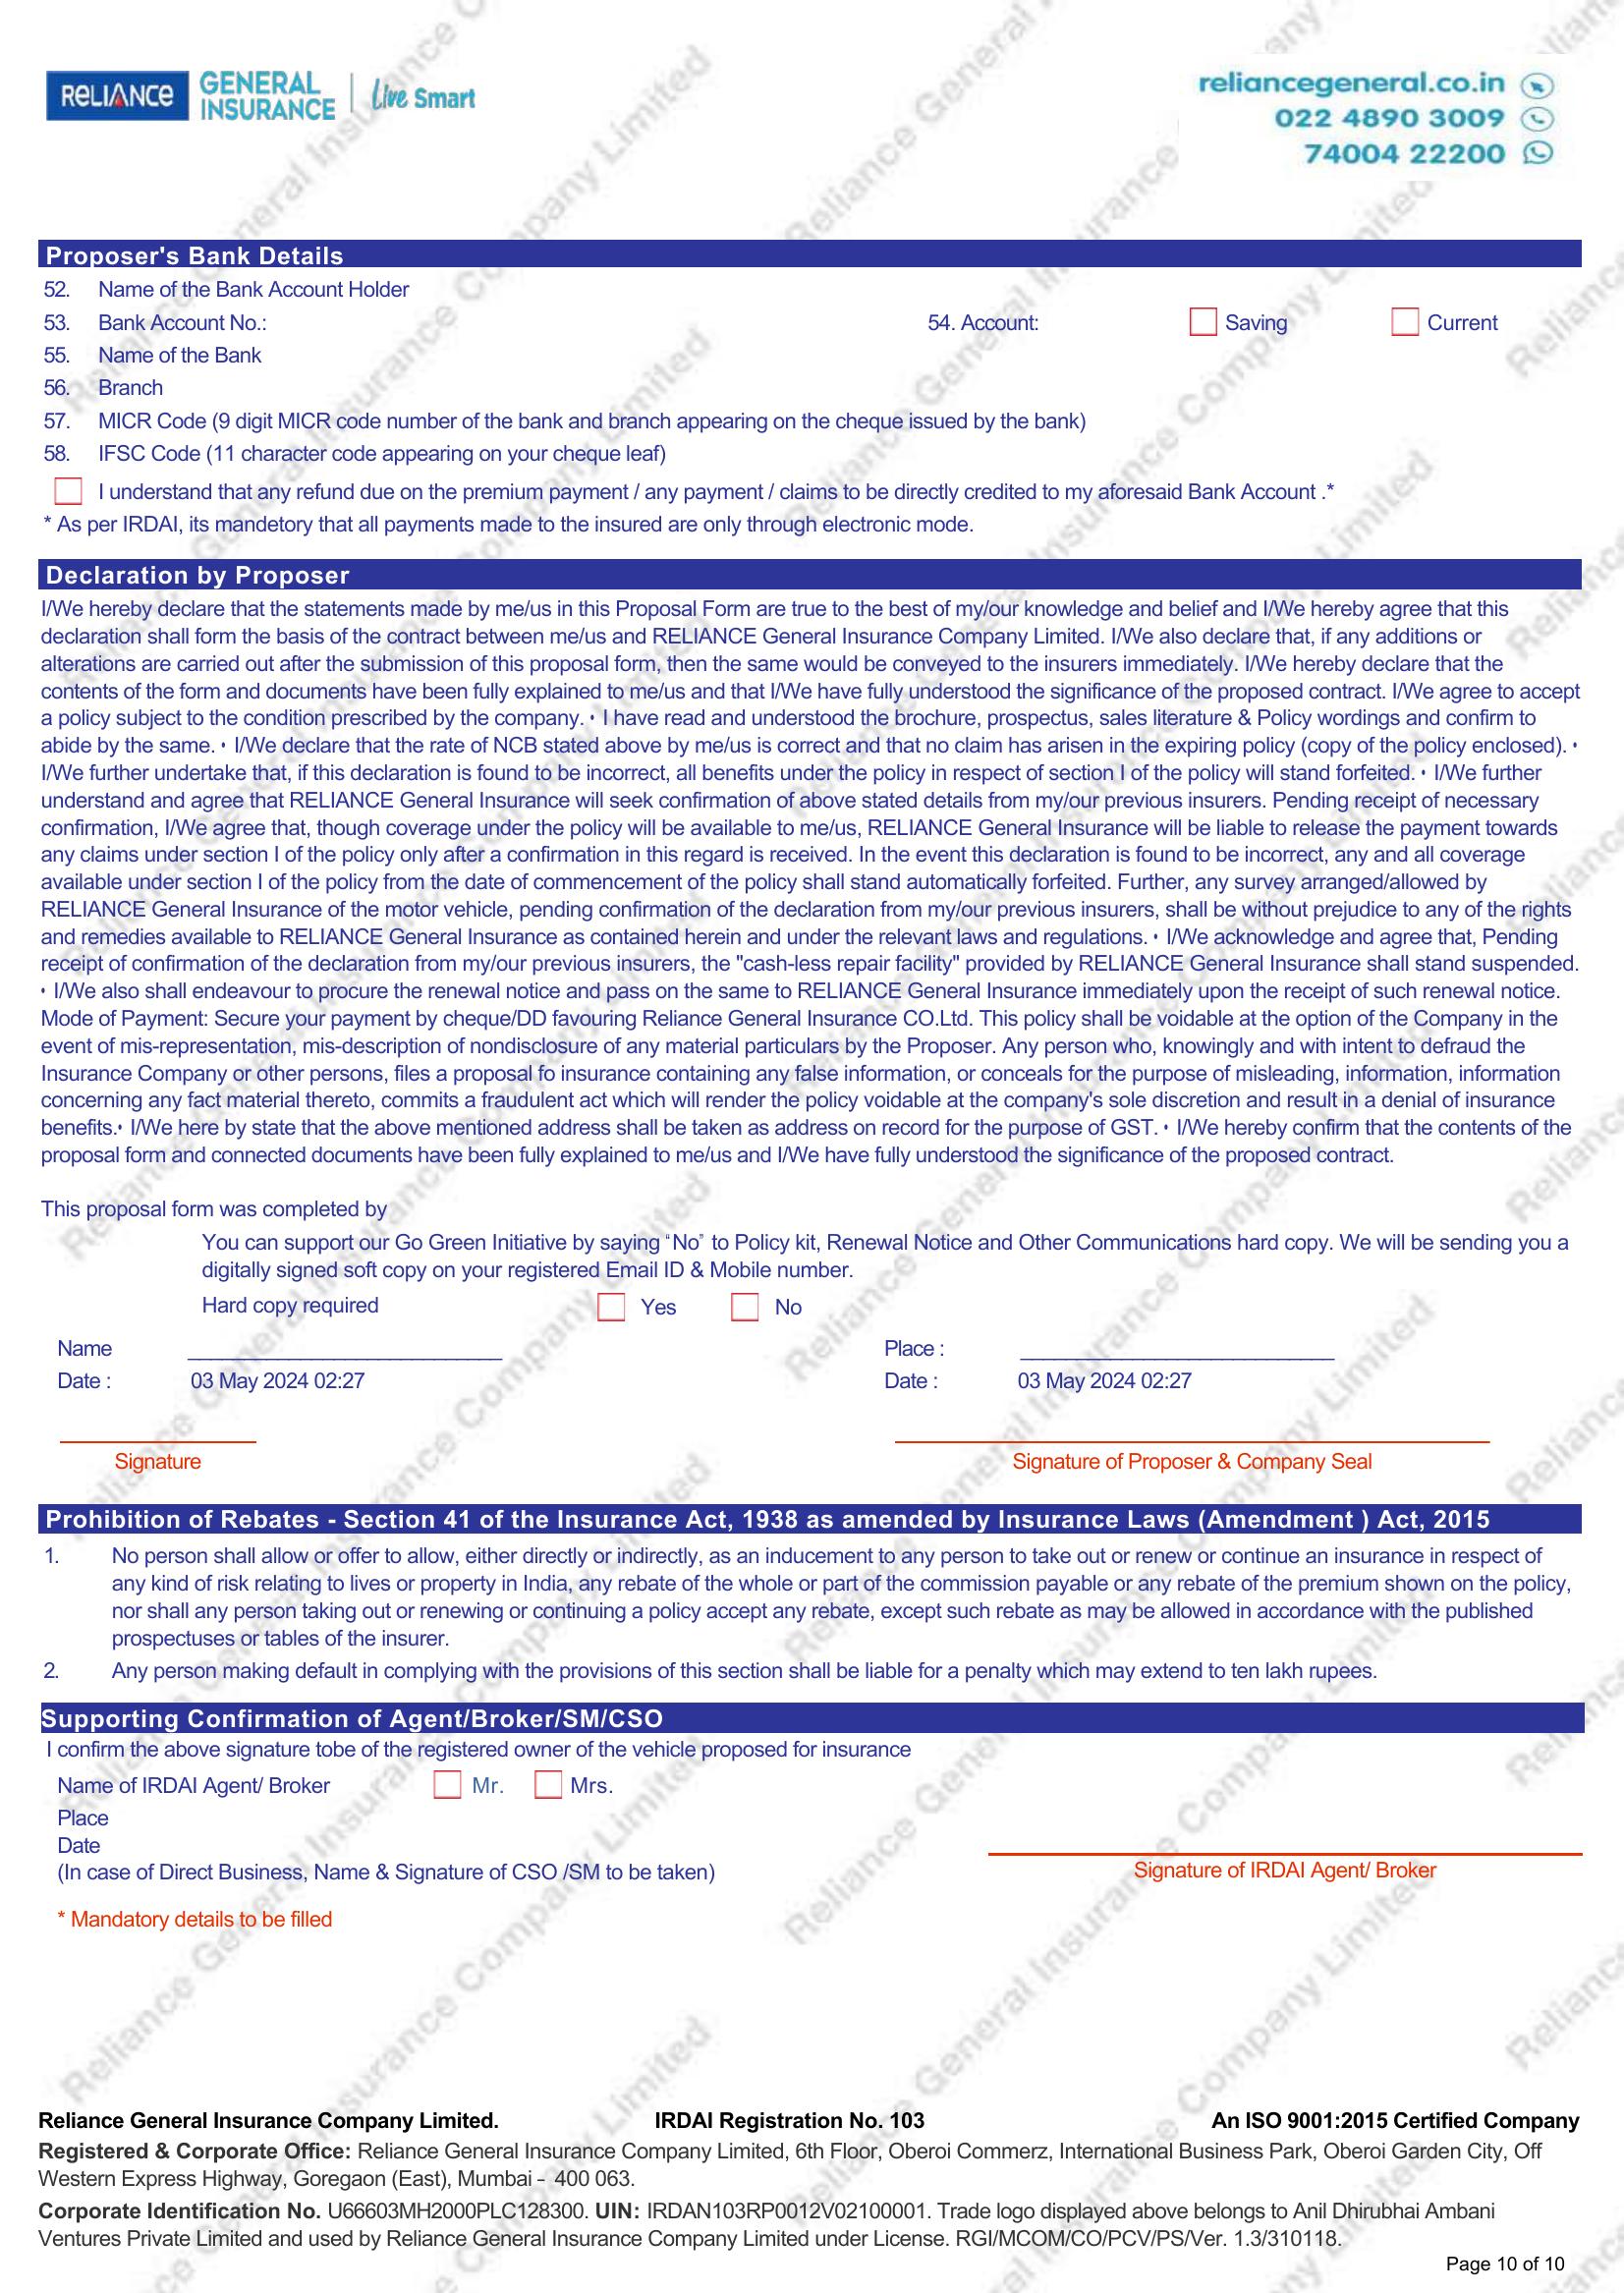 RELIANCE GENERAL INSURANCE Live Smart
reliancegeneral.co.in
022 4890 3009
74004 22200
Proposer's Bank Details
52. Name of the Bank Account Holder
53. Bank Account No.: 54. Account: Saving Current
55. Name of the Bank
56. Branch
57. MICR Code (9 digit MICR code number of the bank and branch appearing on the cheque issued by the bank)
58. IFSC Code (11 character code appearing on your cheque leaf)
I understand that any refund due on the premium payment / any payment / claims to be directly credited to my aforesaid Bank Account .*
* As per IRDAI, its mandetory that all payments made to the insured are only through electronic mode.
Declaration by Proposer
I/We hereby declare that the statements made by me/us in this Proposal Form are true to the best of my/our knowledge and belief and I/We hereby agree that this
declaration shall form the basis of the contract between me/us and RELIANCE General Insurance Company Limited. I/We also declare that, if any additions or
alterations are carried out after the submission of this proposal form, then the same would be conveyed to the insurers immediately. I/We hereby declare that the
contents of the form and documents have been fully explained to me/us and that I/We have fully understood the significance of the proposed contract. I/We agree to accept
a policy subject to the condition prescribed by the company. • I have read and understood the brochure, prospectus, sales literature & Policy wordings and confirm to
abide by the same. • I/We declare that the rate of NCB stated above by me/us is correct and that no claim has arisen in the expiring policy (copy of the policy enclosed). •
I/We further undertake that, if this declaration is found to be incorrect, all benefits under the policy in respect of section I of the policy will stand forfeited. • I/We further
understand and agree that RELIANCE General Insurance will seek confirmation of above stated details from my/our previous insurers. Pending receipt of necessary
confirmation, I/We agree that, though coverage under the policy will be available to me/us, RELIANCE General Insurance will be liable to release the payment towards
any claims under section I of the policy only after a confirmation in this regard is received. In the event this declaration is found to be incorrect, any and all coverage
available under section I of the policy from the date of commencement of the policy shall stand automatically forfeited. Further, any survey arranged/allowed by
RELIANCE General Insurance of the motor vehicle, pending confirmation of the declaration from my/our previous insurers, shall be without prejudice to any of the rights
and remedies available to RELIANCE General Insurance as contained herein and under the relevant laws and regulations. • I/We acknowledge and agree that, Pending
receipt of confirmation of the declaration from my/our previous insurers, the "cash-less repair facility" provided by RELIANCE General Insurance shall stand suspended.
• I/We also shall endeavour to procure the renewal notice and pass on the same to RELIANCE General Insurance immediately upon the receipt of such renewal notice.
Mode of Payment: Secure your payment by cheque/DD favouring Reliance General Insurance CO.Ltd. This policy shall be voidable at the option of the Company in the
event of mis-representation, mis-description of nondisclosure of any material particulars by the Proposer. Any person who, knowingly and with intent to defraud the
Insurance Company or other persons, files a proposal fo insurance containing any false information, or conceals for the purpose of misleading, information, information
concerning any fact material thereto, commits a fraudulent act which will render the policy voidable at the company's sole discretion and result in a denial of insurance
benefits.• I/We here by state that the above mentioned address shall be taken as address on record for the purpose of GST. • I/We hereby confirm that the contents of the
proposal form and connected documents have been fully explained to me/us and I/We have fully understood the significance of the proposed contract.
This proposal form was completed by
You can support our Go Green Initiative by saying “No” to Policy kit, Renewal Notice and Other Communications hard copy. We will be sending you a
digitally signed soft copy on your registered Email ID & Mobile number.
Hard copy required Yes No
Name Place :
Date : 03 May 2024 02:27 Date : 03 May 2024 02:27
Signature Signature of Proposer & Company Seal
Prohibition of Rebates - Section 41 of the Insurance Act, 1938 as amended by Insurance Laws (Amendment ) Act, 2015
1. No person shall allow or offer to allow, either directly or indirectly, as an inducement to any person to take out or renew or continue an insurance in respect of
any kind of risk relating to lives or property in India, any rebate of the whole or part of the commission payable or any rebate of the premium shown on the policy,
nor shall any person taking out or renewing or continuing a policy accept any rebate, except such rebate as may be allowed in accordance with the published
prospectuses or tables of the insurer.
2. Any person making default in complying with the provisions of this section shall be liable for a penalty which may extend to ten lakh rupees.
Supporting Confirmation of Agent/Broker/SM/CSO
I confirm the above signature tobe of the registered owner of the vehicle proposed for insurance
Name of IRDAI Agent/ Broker Mr. Mrs.
Place
Date
(In case of Direct Business, Name & Signature of CSO /SM to be taken) Signature of IRDAI Agent/ Broker
* Mandatory details to be filled
Reliance General Insurance Company Limited. IRDAI Registration No. 103 An ISO 9001:2015 Certified Company
Registered & Corporate Office: Reliance General Insurance Company Limited, 6th Floor, Oberoi Commerz, International Business Park, Oberoi Garden City, Off
Western Express Highway, Goregaon (East), Mumbai – 400 063.
Corporate Identification No. U66603MH2000PLC128300. UIN: IRDAN103RP0012V02100001. Trade logo displayed above belongs to Anil Dhirubhai Ambani
Ventures Private Limited and used by Reliance General Insurance Company Limited under License. RGI/MCOM/CO/PCV/PS/Ver. 1.3/310118.
Page 10 of 10